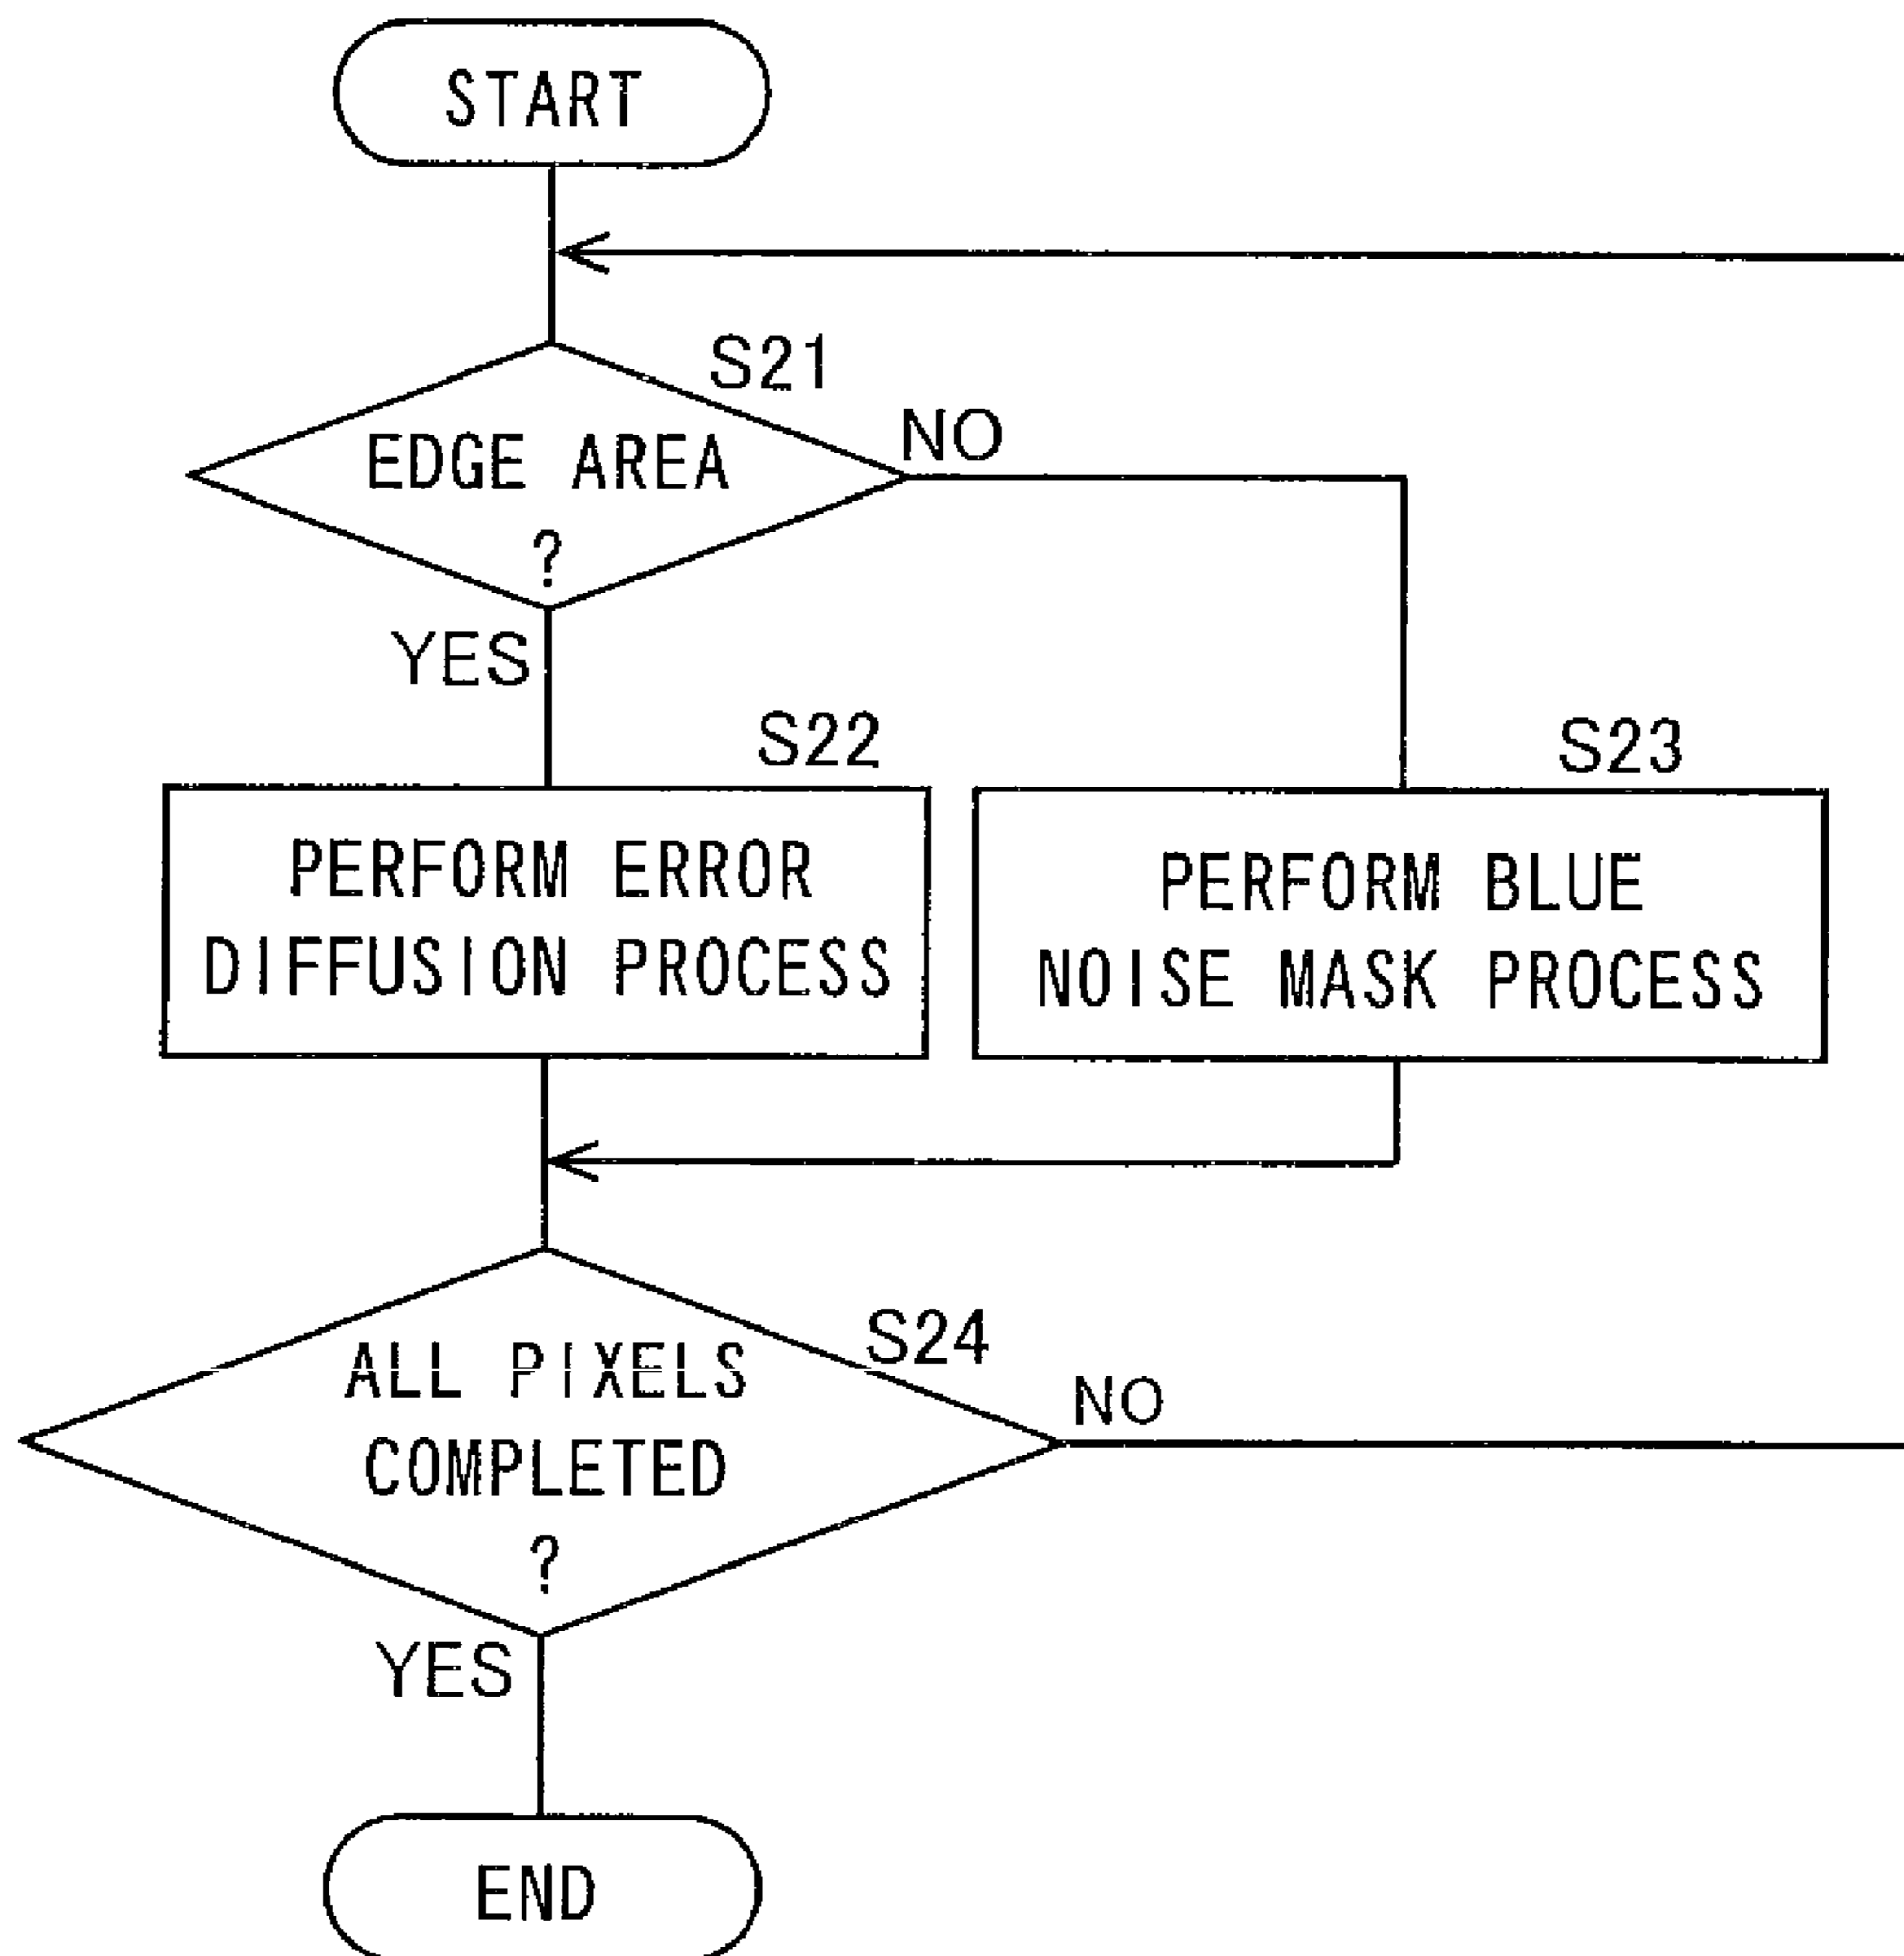 START
S21
NO
EDGE AREA
?
YES
S22
S23
PERFORM ERROR
DIFFUSION PROCESS
PERFORM BLUE
NOISE MASK PROCESS
S24
NO
ALL PIXELS
COMPLETED
?
YES
END